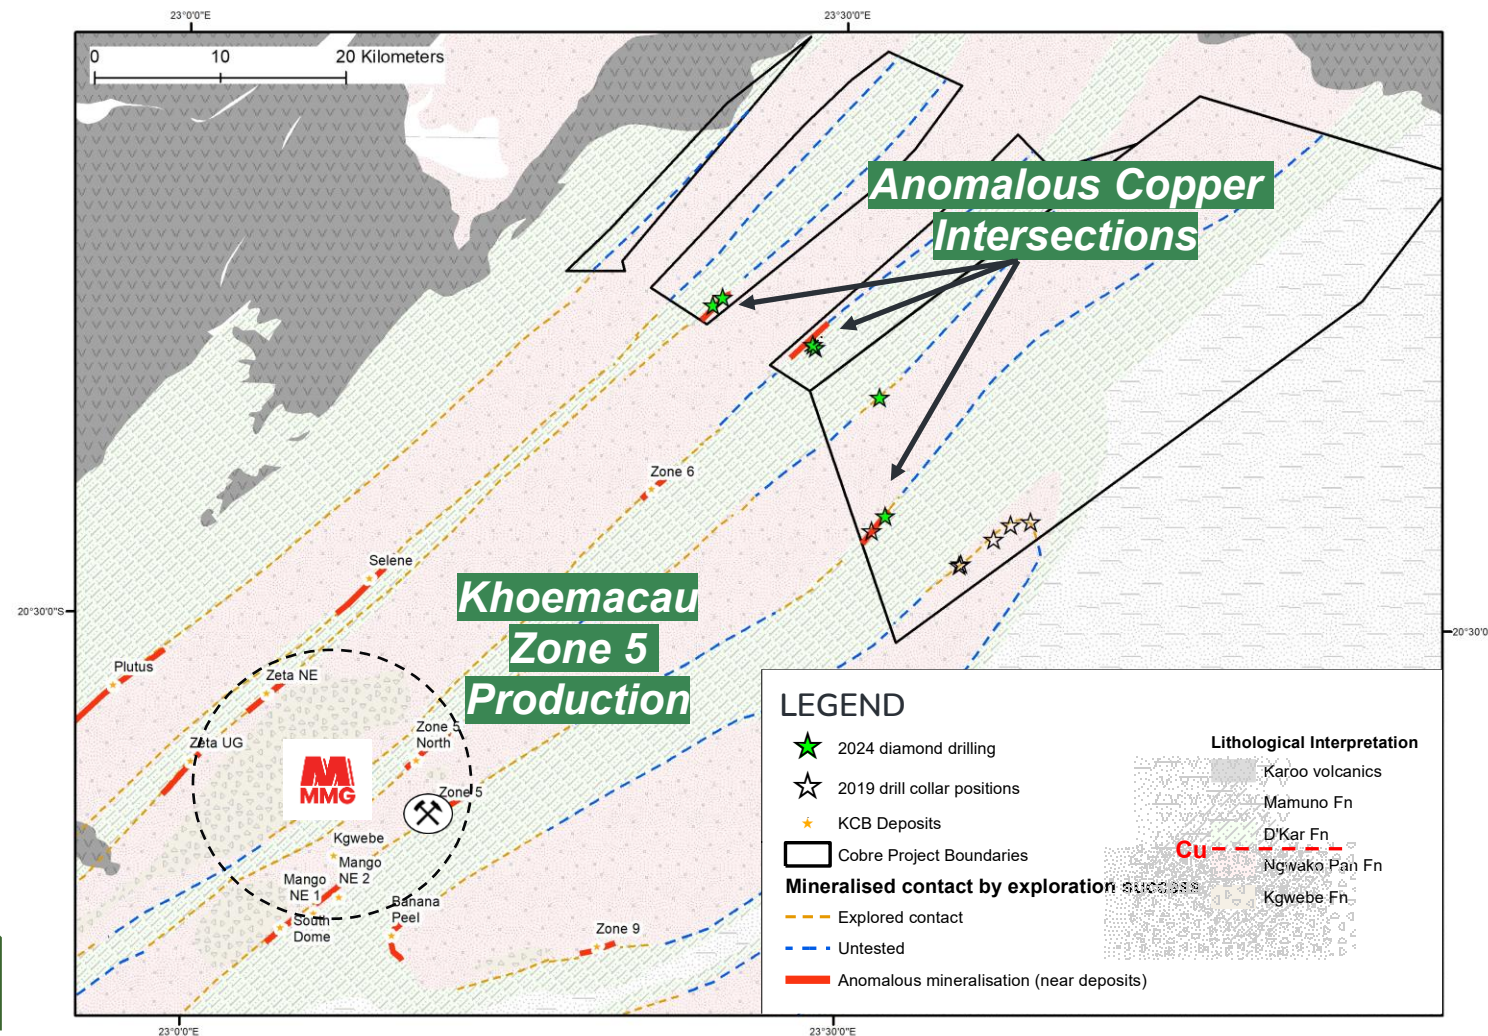 23°0'0"E
23°30'0"E
0 10 20 Kilometers
Anomalous Copper
Intersections
Zone 6
Selene
20°30'0"S
20°30'0
Khoemacau
Zone 5
Production
Plutus
Zeta NE
Zone 5
North
Zeta UG
MMG
Zone 5
Kgwebe
Mango
NE 2
Mango
NE 1
Banana
Peel
South
Dome
Zone 9
LEGEND
2024 diamond drilling
2019 drill collar positions
KCB Deposits
Cobre Project Boundaries
Mineralised contact by exploration success
Explored contact
Untested
Anomalous mineralisation (near deposits)
Lithological Interpretation
Karoo volcanics
Mamuno Fn
D'Kar Fn
Cu
Ngwako Pan Fn
Kgwebe Fn
23°0'0"E
23°30'0"E